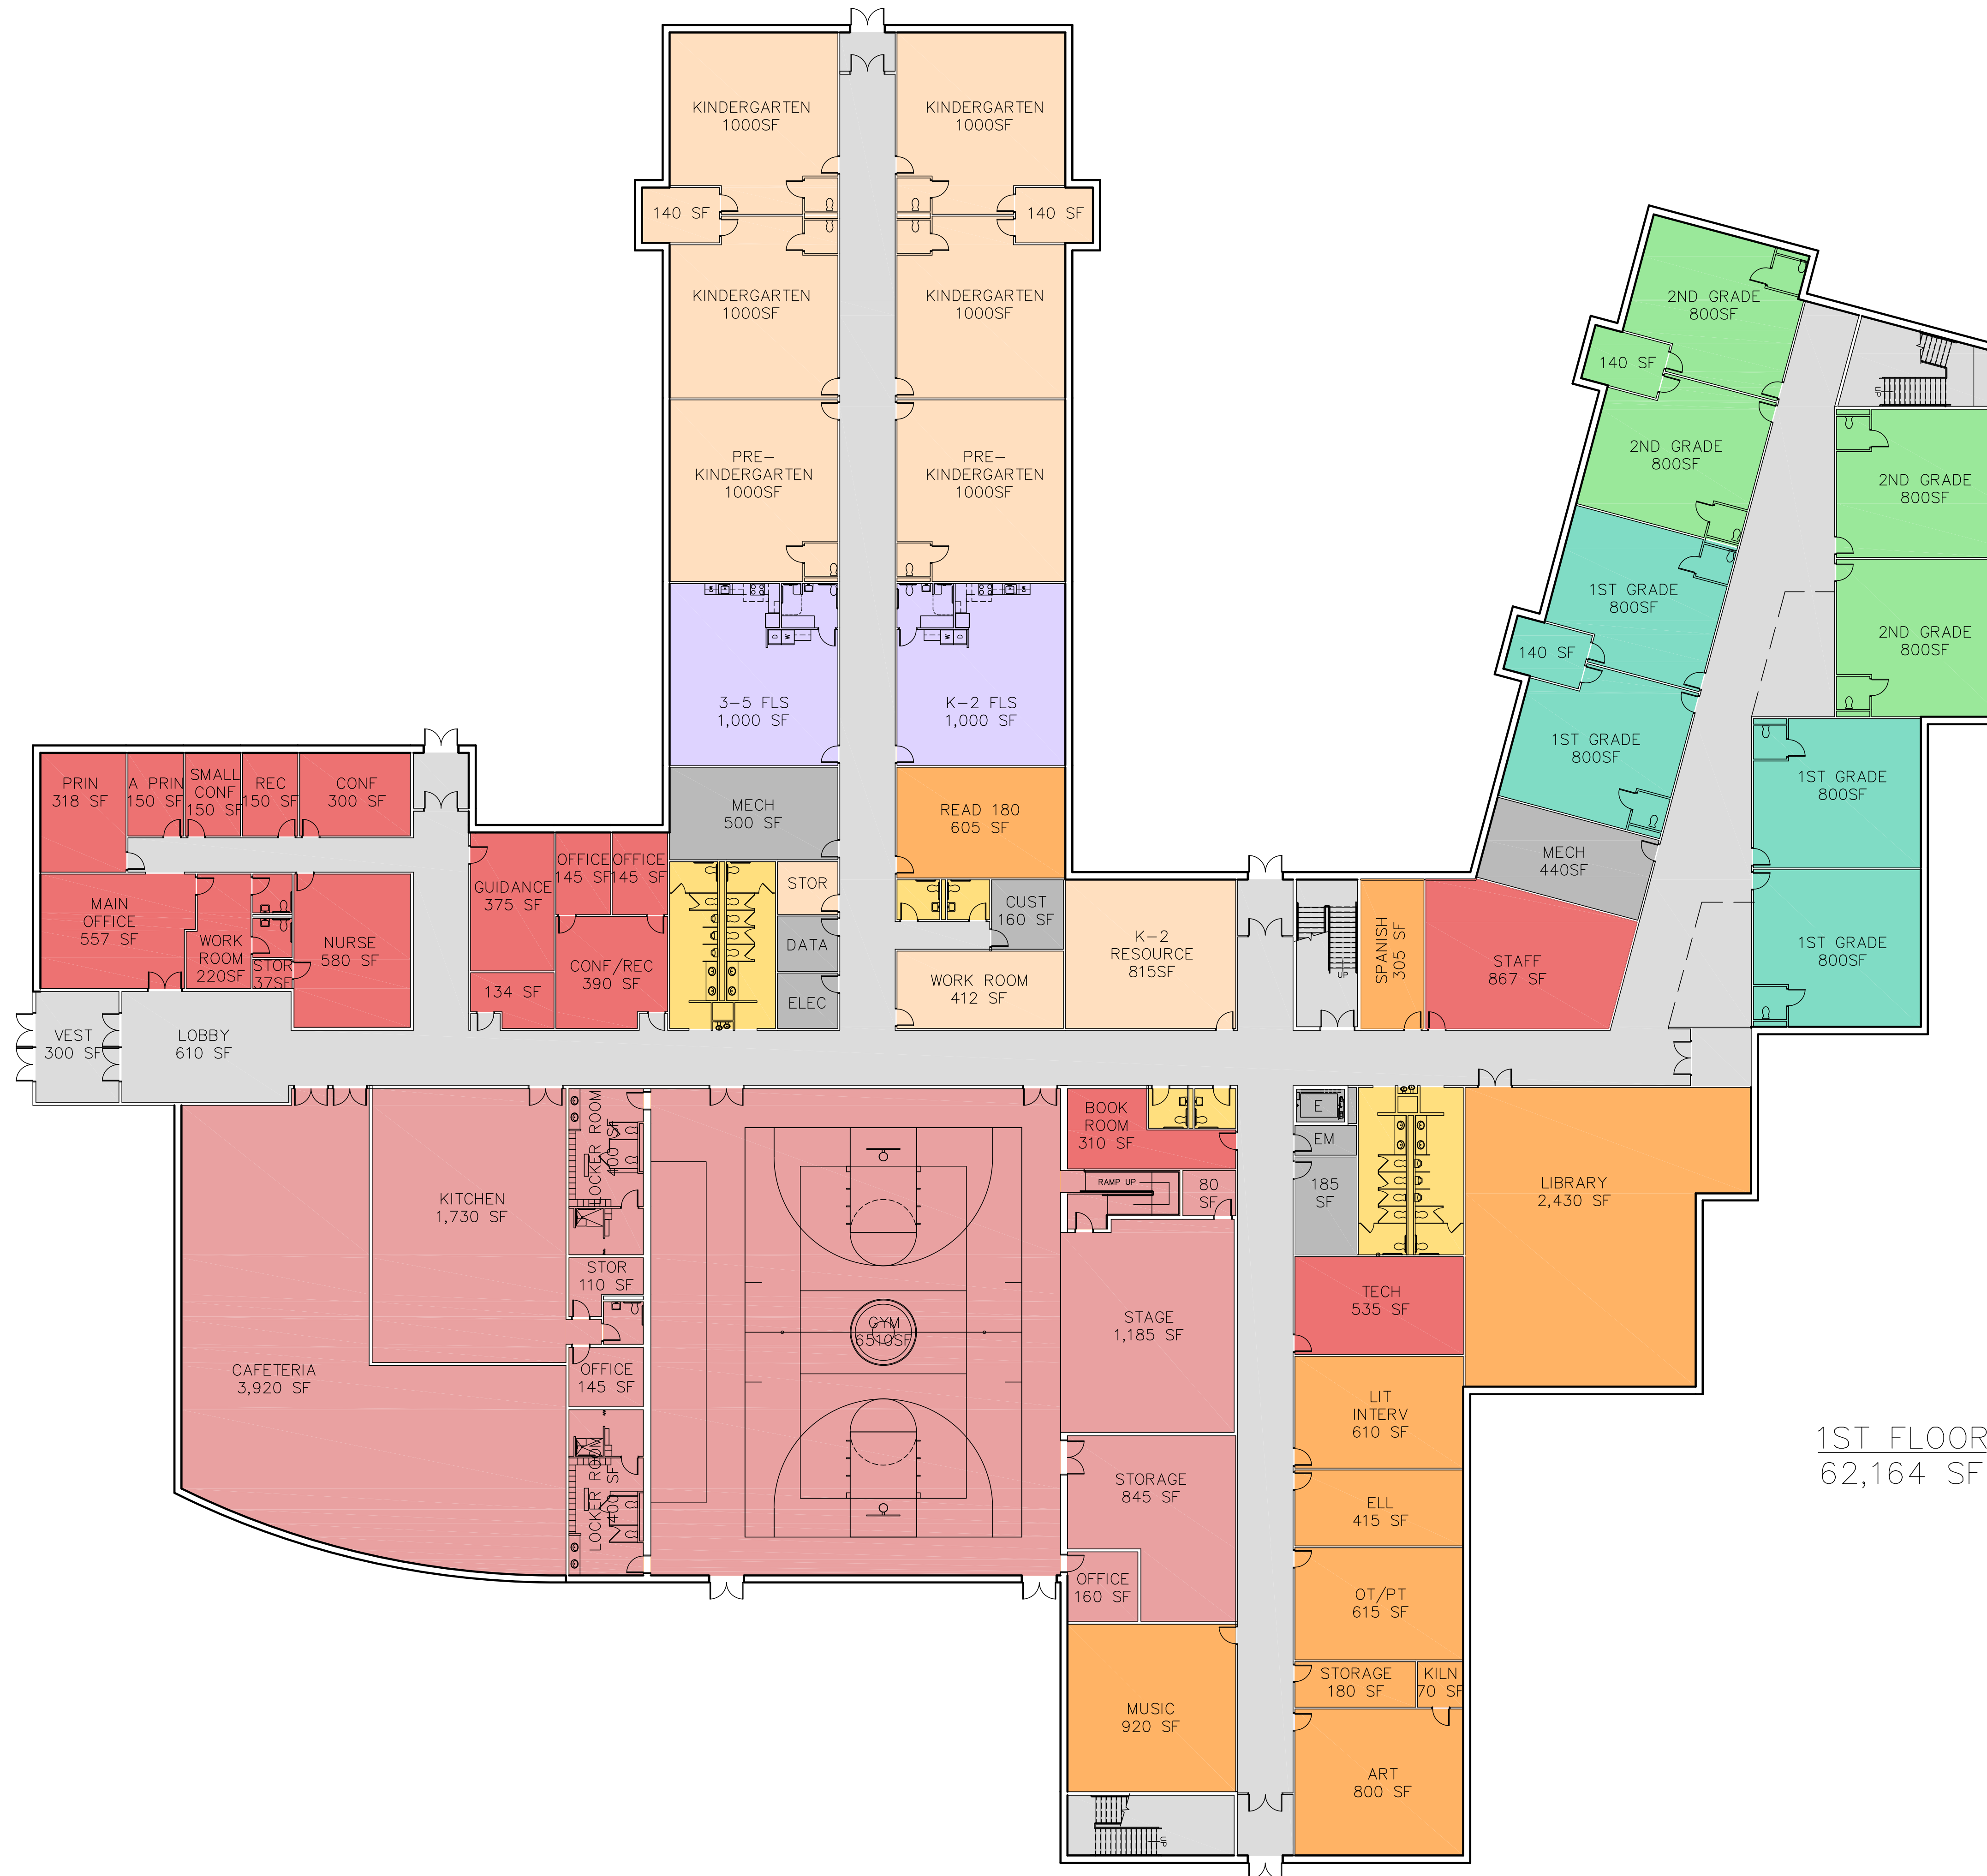 KINDERGARTEN
1000SF
KINDERGARTEN
1000SF
140 SF
140 SF
KINDERGARTEN
1000SF
KINDERGARTEN
1000SF
PRE-
KINDERGARTEN
1000SF
PRE-
KINDERGARTEN
1000SF
D
W
W
D
3-5 FLS
1,000 SF
K-2 FLS
1,000 SF
MECH
500 SF
READ 180
605 SF
2ND GRADE
800SF
140 SF
UP
2ND GRADE
800SF
2ND GRADE
800SF
1ST GRADE
800SF
2ND GRADE
800SF
140 SF
1ST GRADE
800SF
1ST GRADE
800SF
MECH
440SF
1ST GRADE
800SF
PRIN
318 SF
A PRIN
150 SF
SMALL
CONF
150 SF
REC
150 SF
CONF
300 SF
GUIDANCE
375 SF
OFFICE
145 SF
OFFICE
145 SF
STOR
CUST
160 SF
MAIN
OFFICE
557 SF
WORK
ROOM
220SF
STOR
37SF
NURSE
580 SF
134 SF
CONF/REC
390 SF
DATA
ELEC
WORK ROOM
412 SF
K-2
RESOURCE
815SF
UP
SPANISH
305 SF
STAFF
867 SF
VEST
300 SF
LOBBY
610 SF
KITCHEN
1,730 SF
LOCKER ROOM
400 SF
BOOK
ROOM
310 SF
RAMP UP
80
SF
E
EM
185
SF
LIBRARY
2,430 SF
STOR
110 SF
GYM
6510SF
STAGE
1,185 SF
TECH
535 SF
CAFETERIA
3,920 SF
OFFICE
145 SF
LIT
INTERV
610 SF
LOCKER ROOM
400 SF
STORAGE
845 SF
ELL
415 SF
1ST FLOOR
62,164 SF
OFFICE
160 SF
OT/PT
615 SF
STORAGE
180 SF
KILN
70 SF
MUSIC
920 SF
ART
800 SF
UP